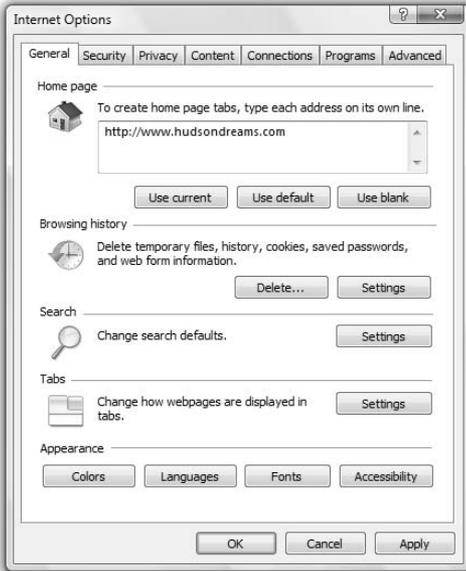 Internet Options
?
X
General Security Privacy Content Connections Programs Advanced
Home page
To create home page tabs, type each address on its own line.
http://www.hudsondreams.com
Use current Use default Use blank
Browsing history
Delete temporary files, history, cookies, saved passwords,
and web form information.
Delete... Settings
Search
Change search defaults.
Settings
Tabs
Change how webpages are displayed in
tabs.
Settings
Appearance
Colors Languages Fonts Accessibility
OK Cancel Apply